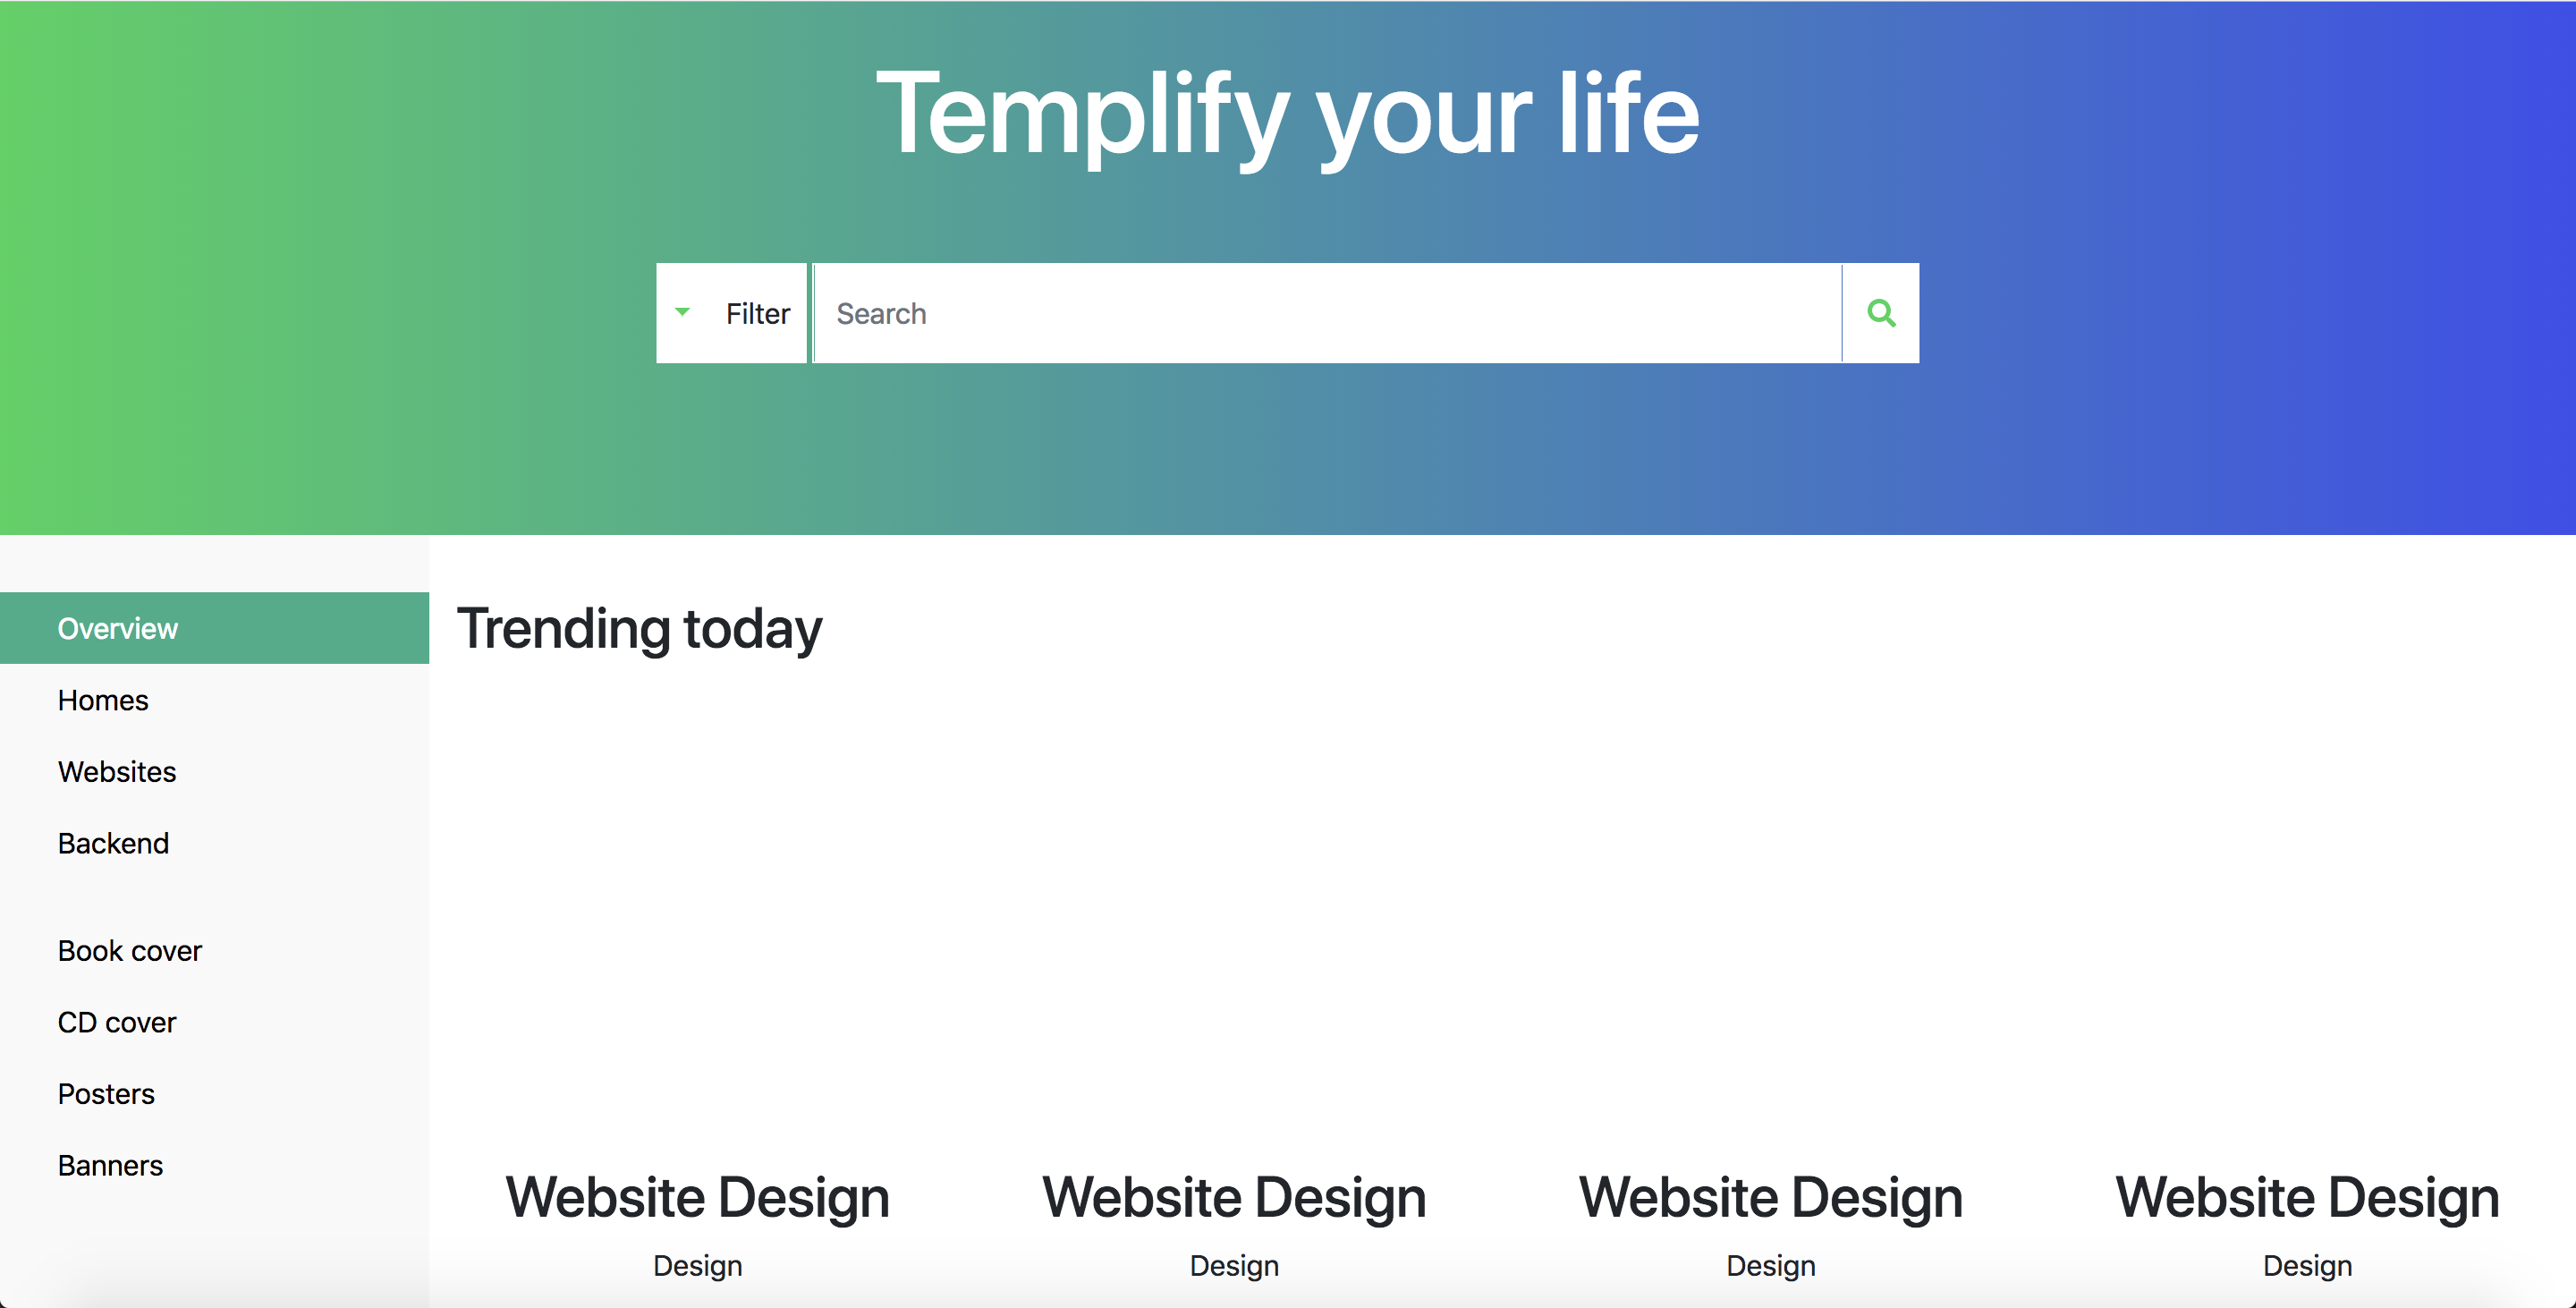 Templify your life
Filter
Search
Overview
Homes
Websites
Backend
Book cover
CD cover
Posters
Banners
Trending today
Website Design
Design
Website Design
Design
Website Design
Design
Website Design
Design